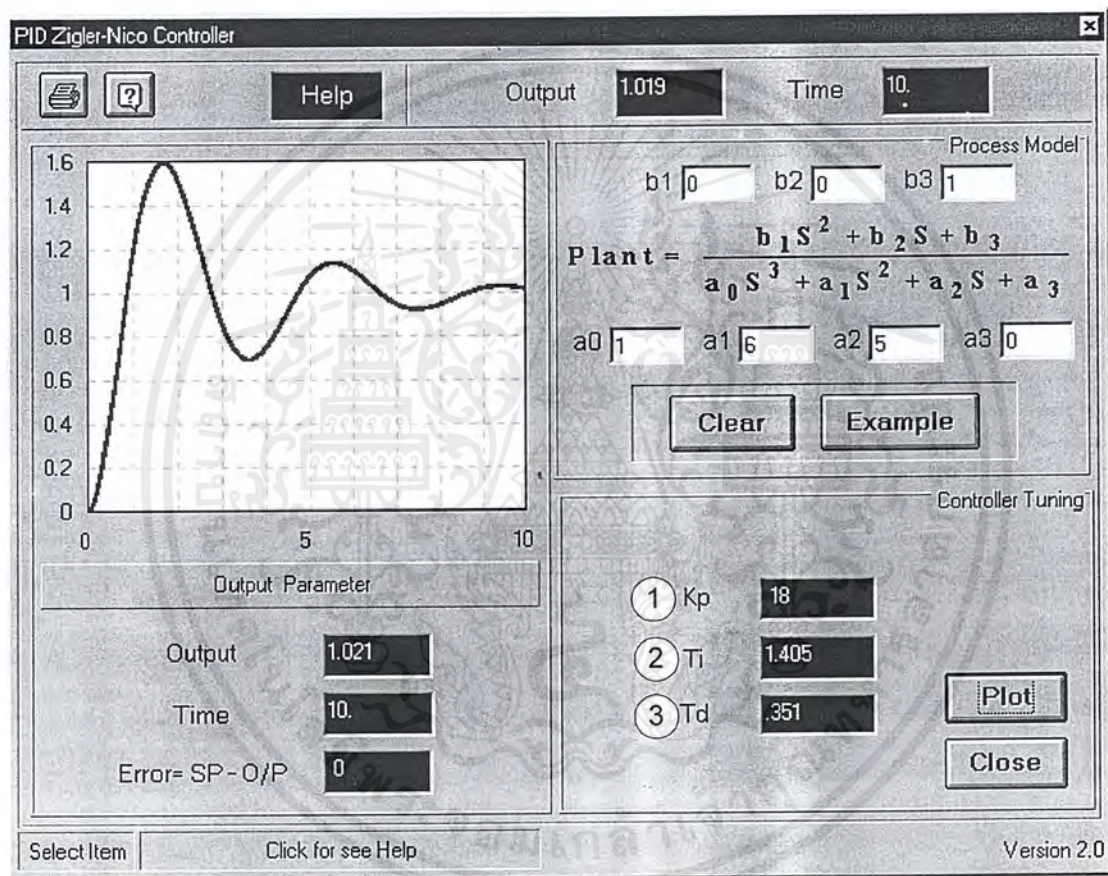 PID Zigler-Nico Controller
Help
Output 1.019 Time 10.
1.6
1.4
1.2
1
0.8
0.6
0.4
0.2
0
0 5 10
Output Parameter
Output 1.021
Time 10.
Error= SP-O/P 0
Process Model
b1 0 b2 0 b3 1
Plant = b1S² + b2S + b3
a0S³ + a1S² + a2S + a3
a0 1 a1 6 a2 5 a3 0
Clear Example
Controller Tuning
1 Kp 18
2 Ti 1.405
3 Td .351
Plot
Close
Select Item Click for see Help Version 2.0